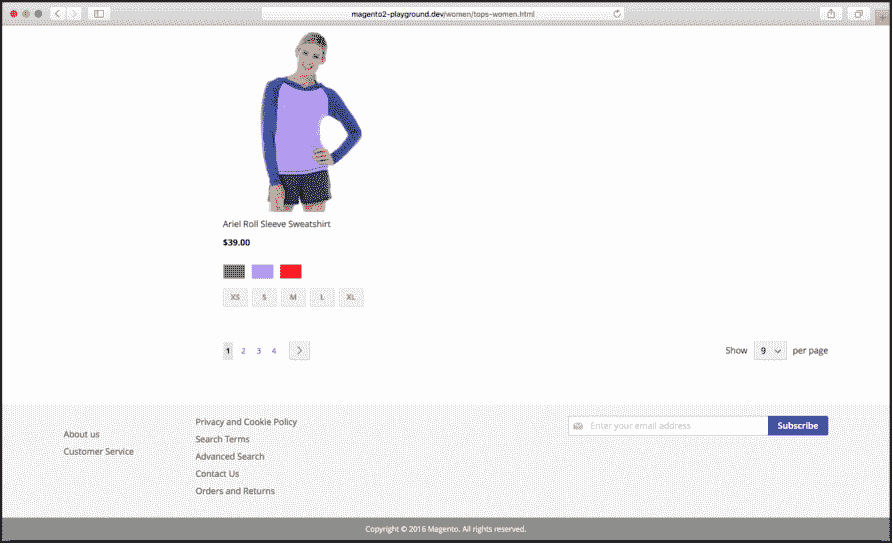 magento2-playground.dev/women/tops-women.html
Ariel Roll Sleeve Sweatshirt
$39.00
XS S M L XL
1 2 3 4
Show 9 per page
About us
Customer Service
Privacy and Cookie Policy
Search Terms
Advanced Search
Contact Us
Orders and Returns
Enter your email address
Subscribe
Copyright © 2016 Magento. All rights reserved.